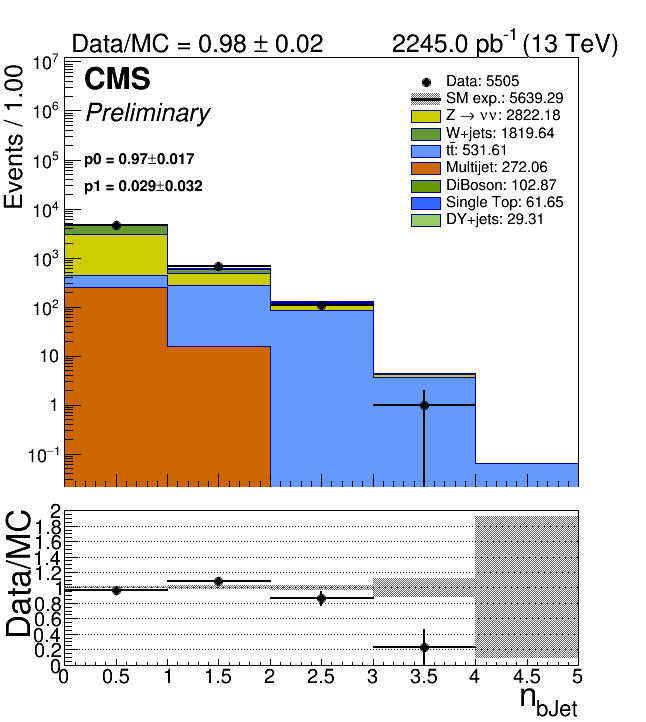 Data/MC = 0.98 ± 0.02 2245.0 pb⁻¹ (13 TeV)
Events / 1.00
10⁷
10⁶
10⁵
10⁴
10³
10²
10
1
10⁻¹
CMS
Preliminary
p0 = 0.97±0.017
p1 = 0.029±0.032
Data: 5505
SM exp.: 5639.29
Z → νν: 2822.18
W+jets: 1819.64
tt̄: 531.61
Multijet: 272.06
DiBoson: 102.87
Single Top: 61.65
DY+jets: 29.31
Data/MC
2
1.8
1.6
1.4
1.2
1
0.8
0.6
0.4
0.2
0
0 0.5 1 1.5 2 2.5 3 3.5 4 4.5 5
n_bJet